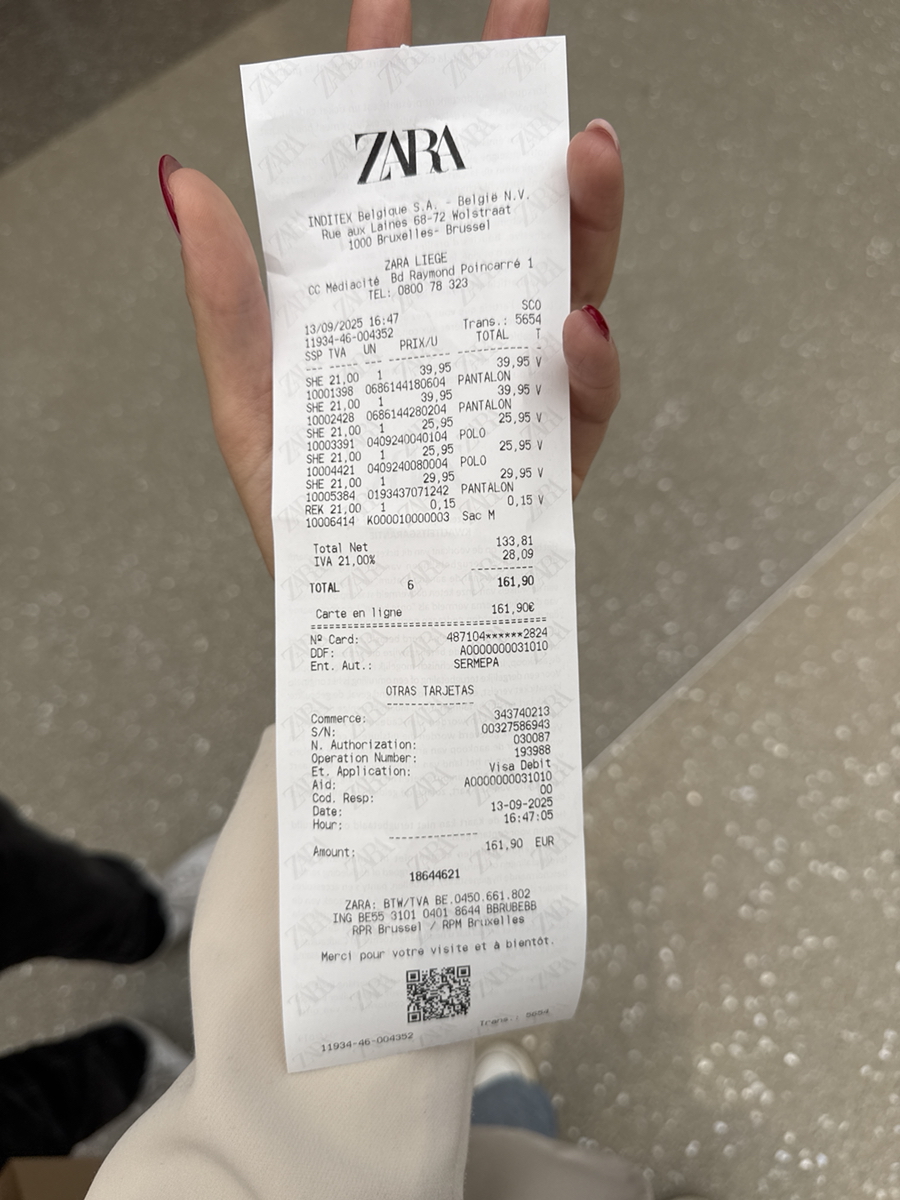 ZARA
INDITEX Belgique S.A. - België N.V.
Rue aux Laines 68-72 Wolstraat
1000 Bruxelles- Brussel
ZARA LIEGE
CC Médiacité Bd Raymond Poincarré 1
TEL: 0800 78 323
SCO
13/09/2025 16:47 Trans.: 5654
11934-46-004352
SSP TVA UN PRIX/U TOTAL T
SHE 21,00 1 39,95 39,95 V
10001398 0686144180604 PANTALON
SHE 21,00 1 39,95 39,95 V
10002428 0686144280204 PANTALON
SHE 21,00 1 25,95 25,95 V
10003391 0409240040104 POLO
SHE 21,00 1 25,95 25,95 V
10004421 0409240080004 POLO
SHE 21,00 1 29,95 29,95 V
10005384 0193437071242 PANTALON
REK 21,00 1 0,15 0,15 V
10006414 K000010000003 Sac M
Total Net 133,81
IVA 21,00% 28,09
TOTAL 6 161,90
Carte en ligne 161,90€
Nº Card: 487104******2824
DDF: A0000000031010
Ent. Aut.: SERMEPA
OTRAS TARJETAS
Commerce: 343740213
S/N: 00327586943
N. Authorization: 030087
Operation Number: 193988
Et. Application: Visa Debit
Aid: A0000000031010
Cod. Resp: 00
Date: 13-09-2025
Hour: 16:47:05
Amount: 161,90 EUR
18644621
ZARA: BTW/TVA BE.0450.661.802
ING BE55 3101 0401 8644 BBRUBEBB
RPR Brussel / RPM Bruxelles
Merci pour votre visite et à bientôt.
11934-46-004352 Trans.: 5654